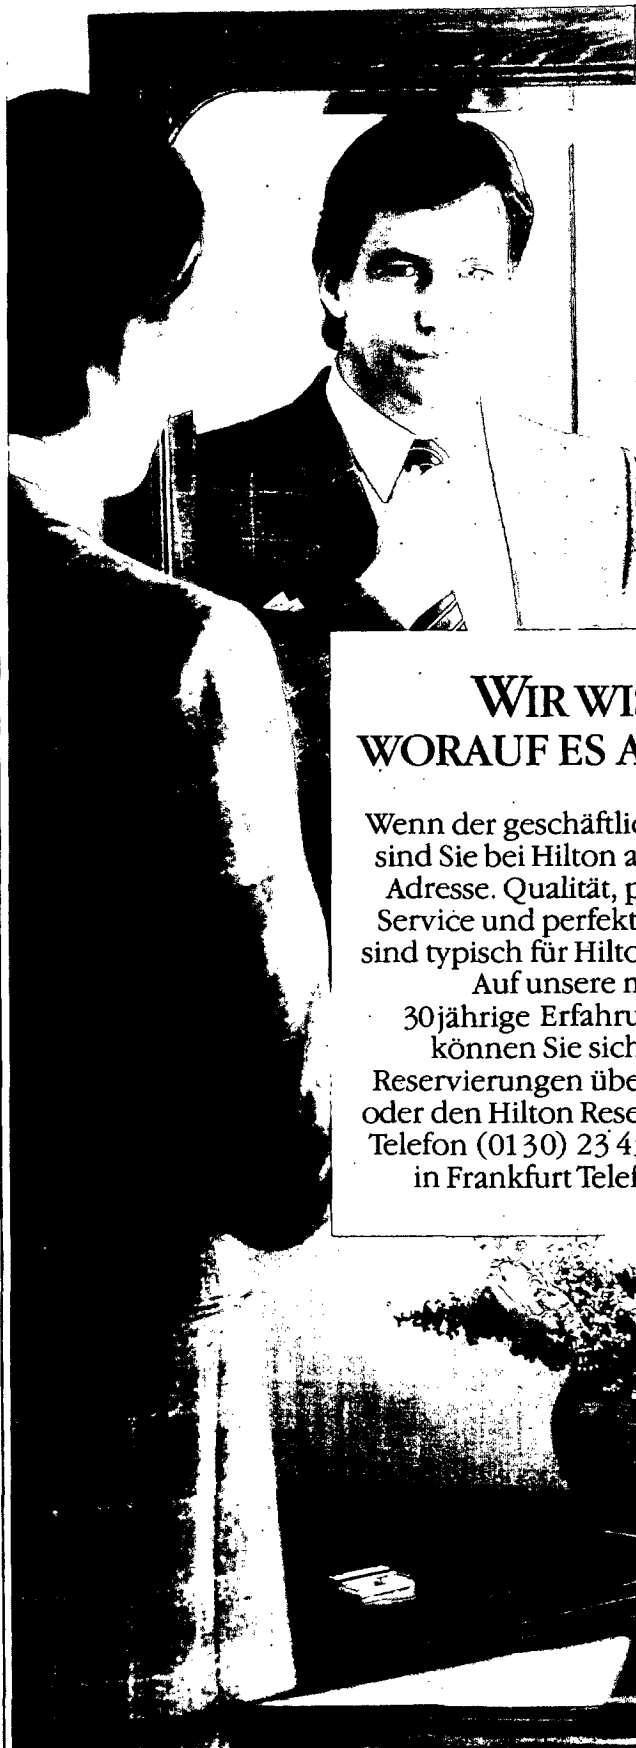 WIR WIS
WORAUF ES A
Wenn der geschäftlic
sind Sie bei Hilton a
Adresse. Qualität, p
Service und perfekt
sind typisch für Hilto
Auf unsere m
30jährige Erfahru
können Sie sich
Reservierungen übe
oder den Hilton Rese
Telefon (0130) 23 4
in Frankfurt Telef